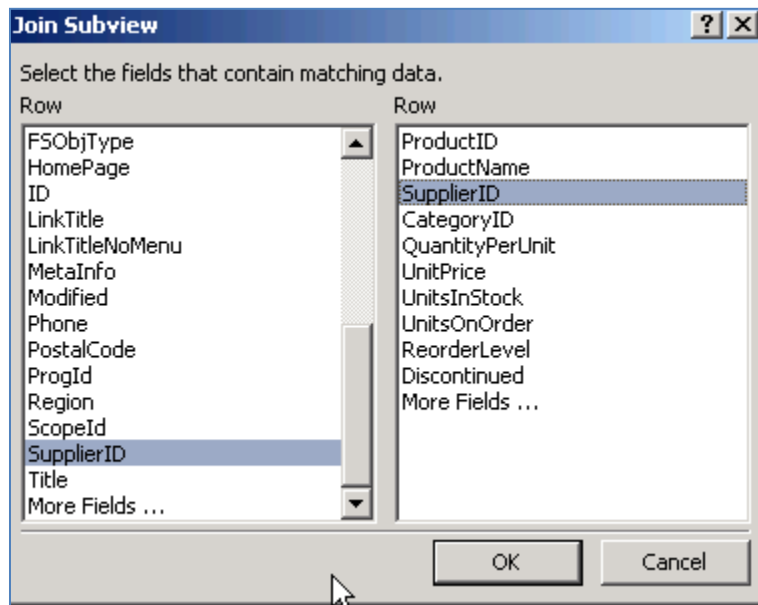 Join Subview
Select the fields that contain matching data.
Row
FSObjType
HomePage
ID
LinkTitle
LinkTitleNoMenu
MetaInfo
Modified
Phone
PostalCode
ProgId
Region
ScopeId
SupplierID
Title
More Fields ...
Row
ProductID
ProductName
SupplierID
CategoryID
QuantityPerUnit
UnitPrice
UnitsInStock
UnitsOnOrder
ReorderLevel
Discontinued
More Fields ...
OK
Cancel